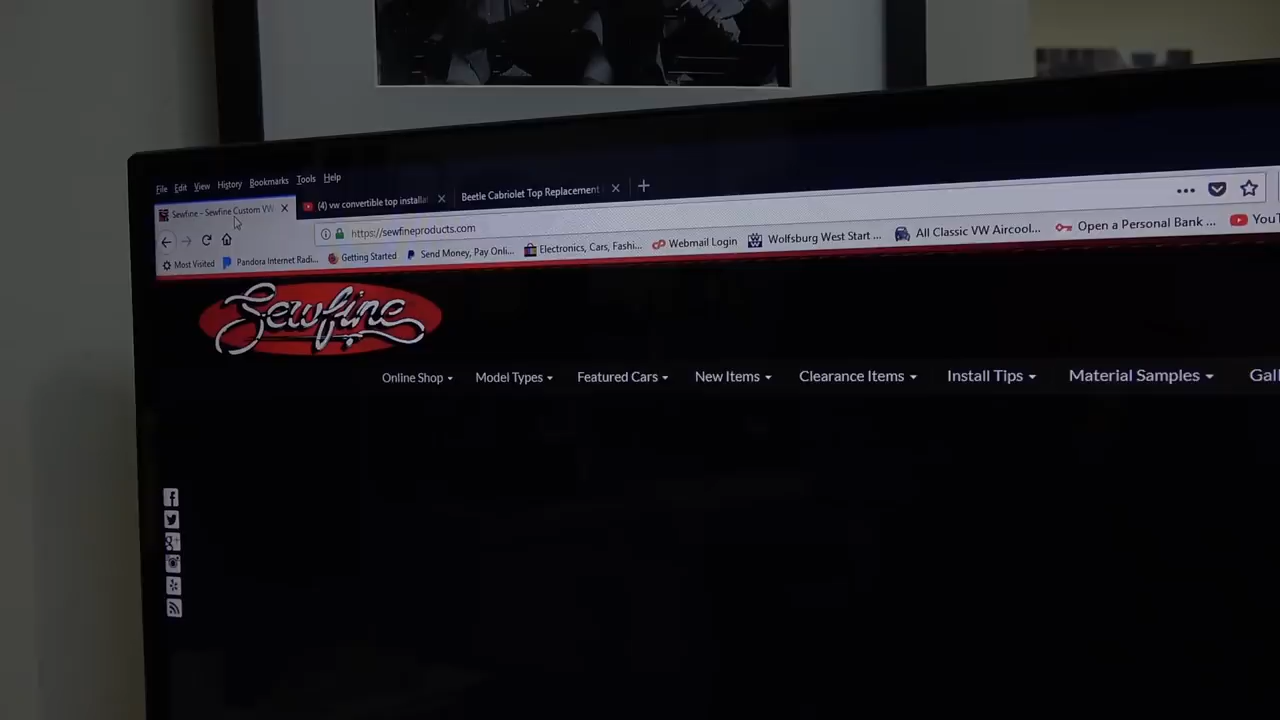 File Edit View History Bookmarks Tools Help
Sewfine - Sewfine Custom VW
(4) vw convertible top installa
Beetle Cabriolet Top Replacement
https://sewfineproducts.com
Most Visited
Pandora Internet Radi...
Getting Started
Send Money, Pay Onli...
Electronics, Cars, Fashi...
Webmail Login
Wolfsburg West Start ...
All Classic VW Aircool...
Open a Personal Bank ...
YouT
Sewfine
Online Shop
Model Types
Featured Cars
New Items
Clearance Items
Install Tips
Material Samples
Gall